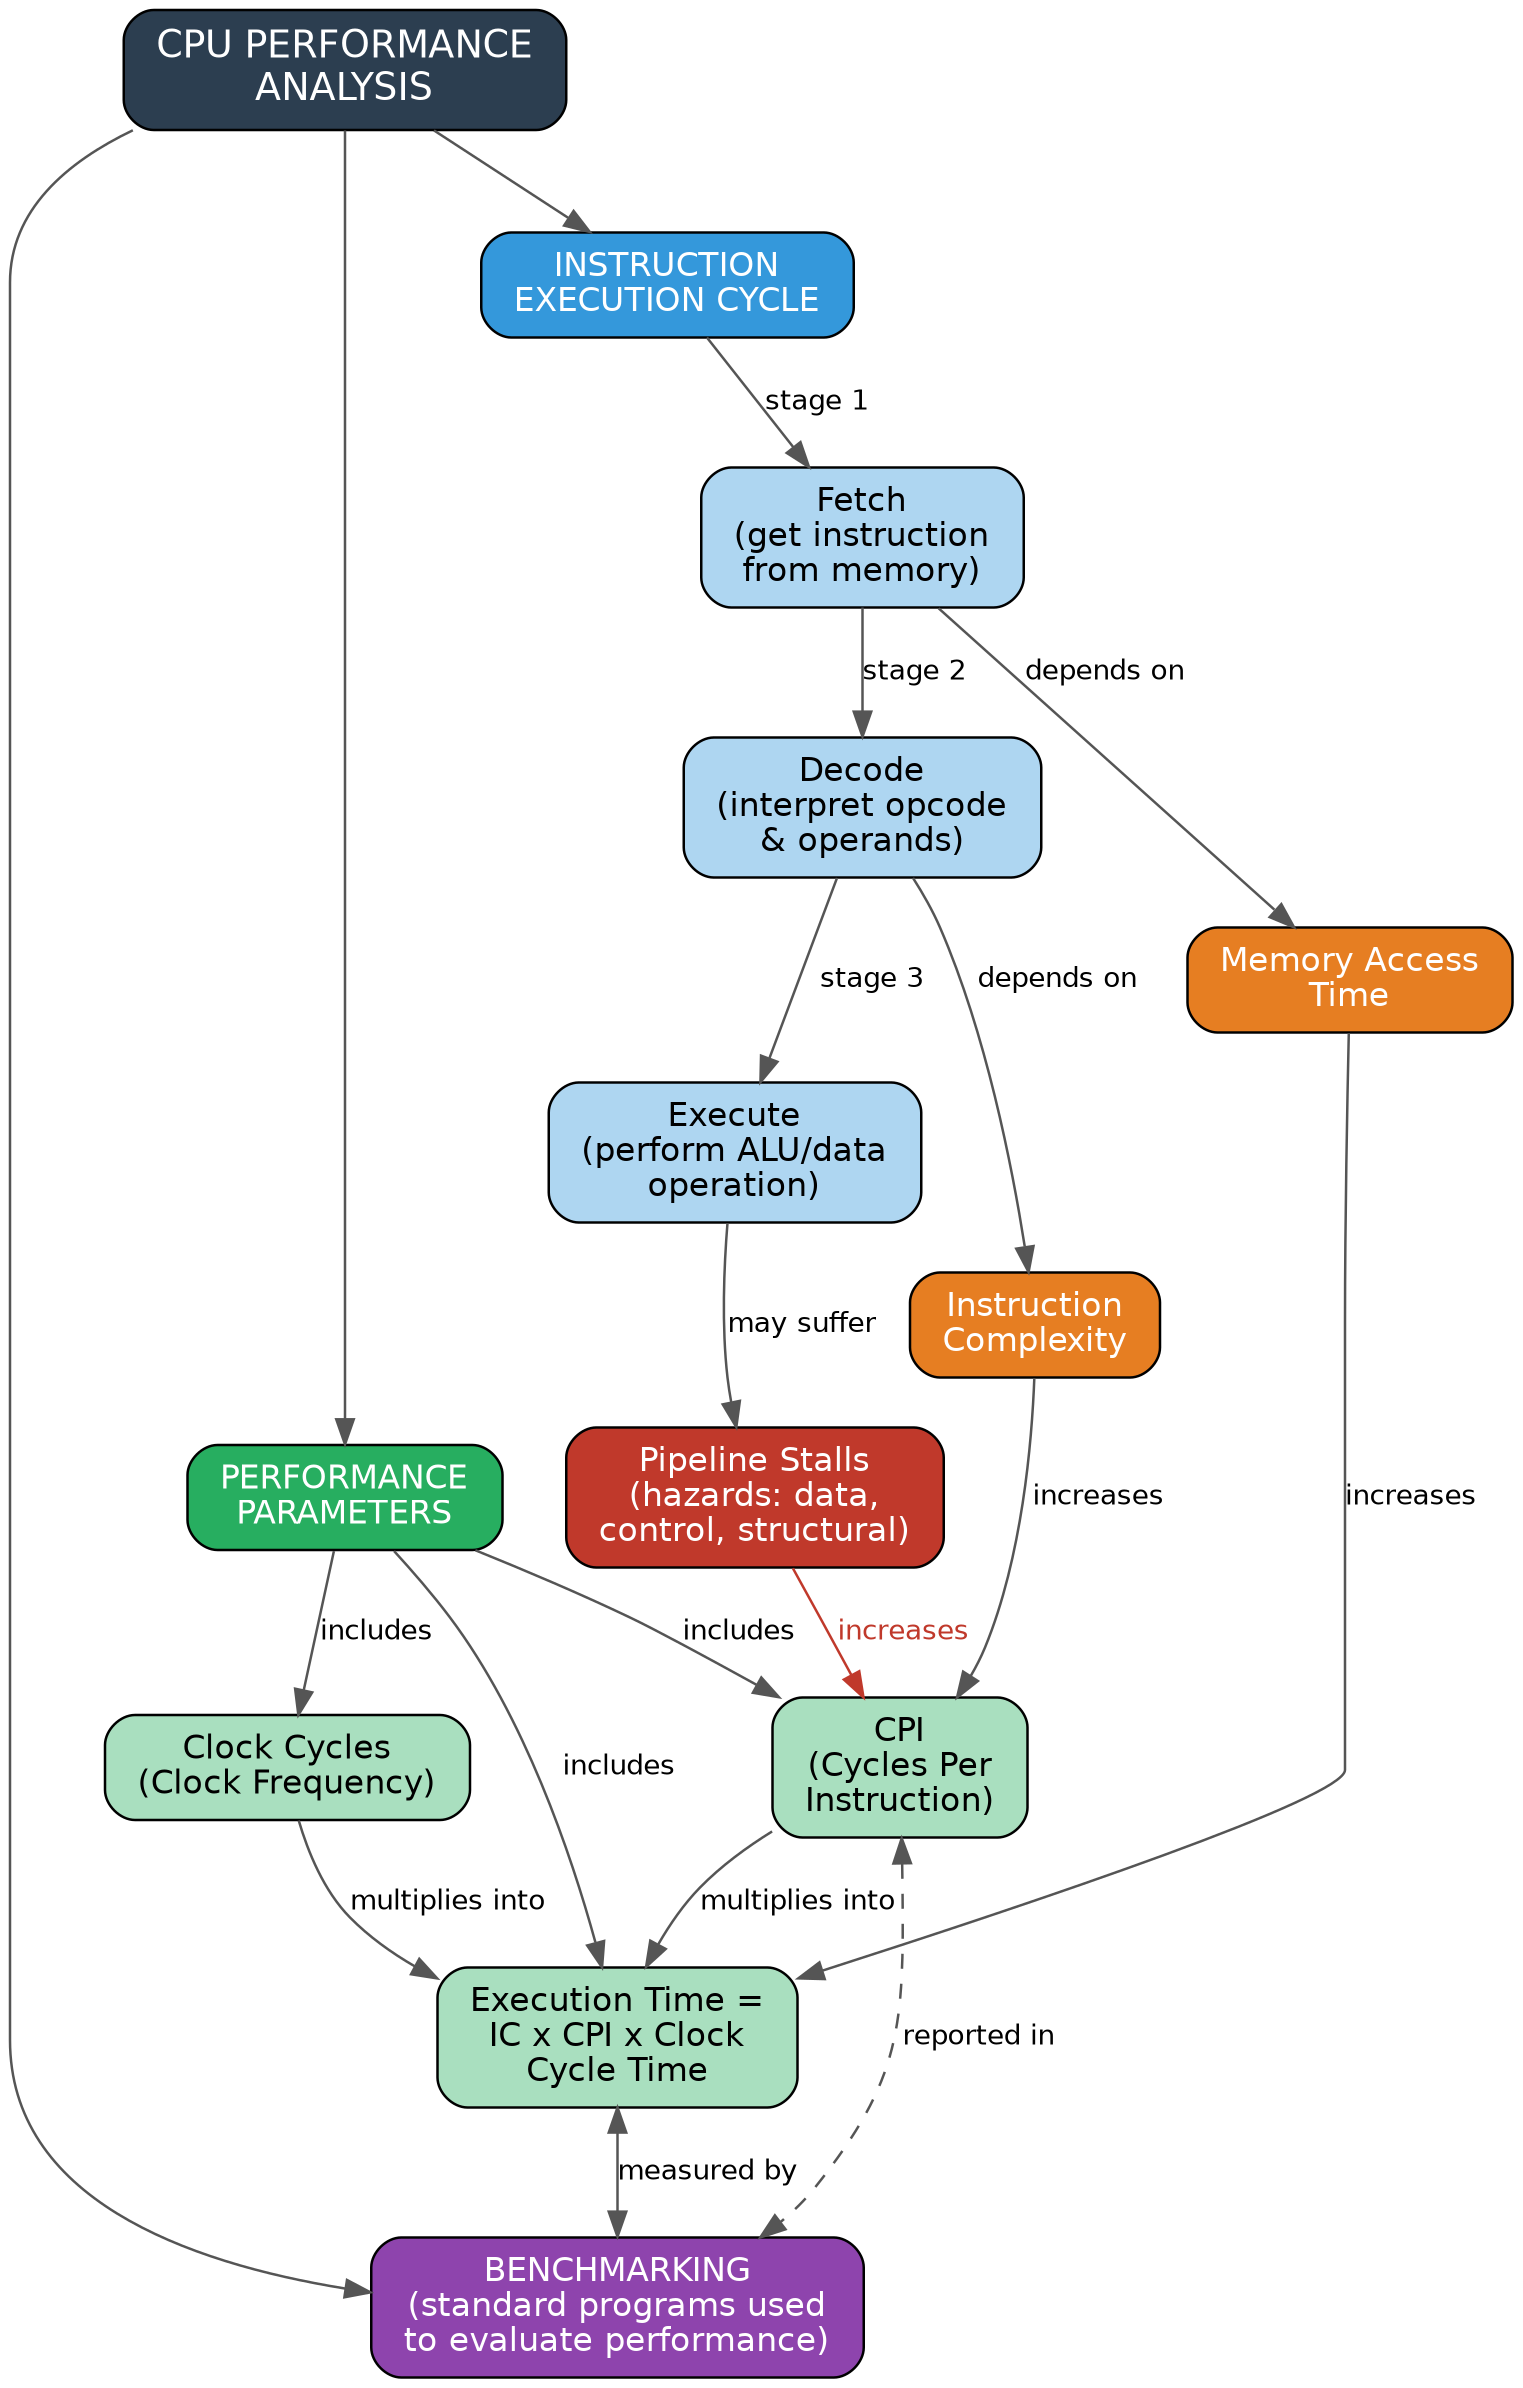 CPU PERFORMANCE
ANALYSIS
INSTRUCTION
EXECUTION CYCLE
stage 1
Fetch
(get instruction
from memory)
stage 2
depends on
Decode
(interpret opcode
& operands)
Memory Access
Time
stage 3
depends on
Execute
(perform ALU/data
operation)
Instruction
Complexity
may suffer
PERFORMANCE
PARAMETERS
Pipeline Stalls
(hazards: data,
control, structural)
increases
increases
includes
includes
increases
includes
Clock Cycles
(Clock Frequency)
CPI
(Cycles Per
Instruction)
multiplies into
multiplies into
Execution Time =
IC x CPI x Clock
Cycle Time
reported in
measured by
BENCHMARKING
(standard programs used
to evaluate performance)